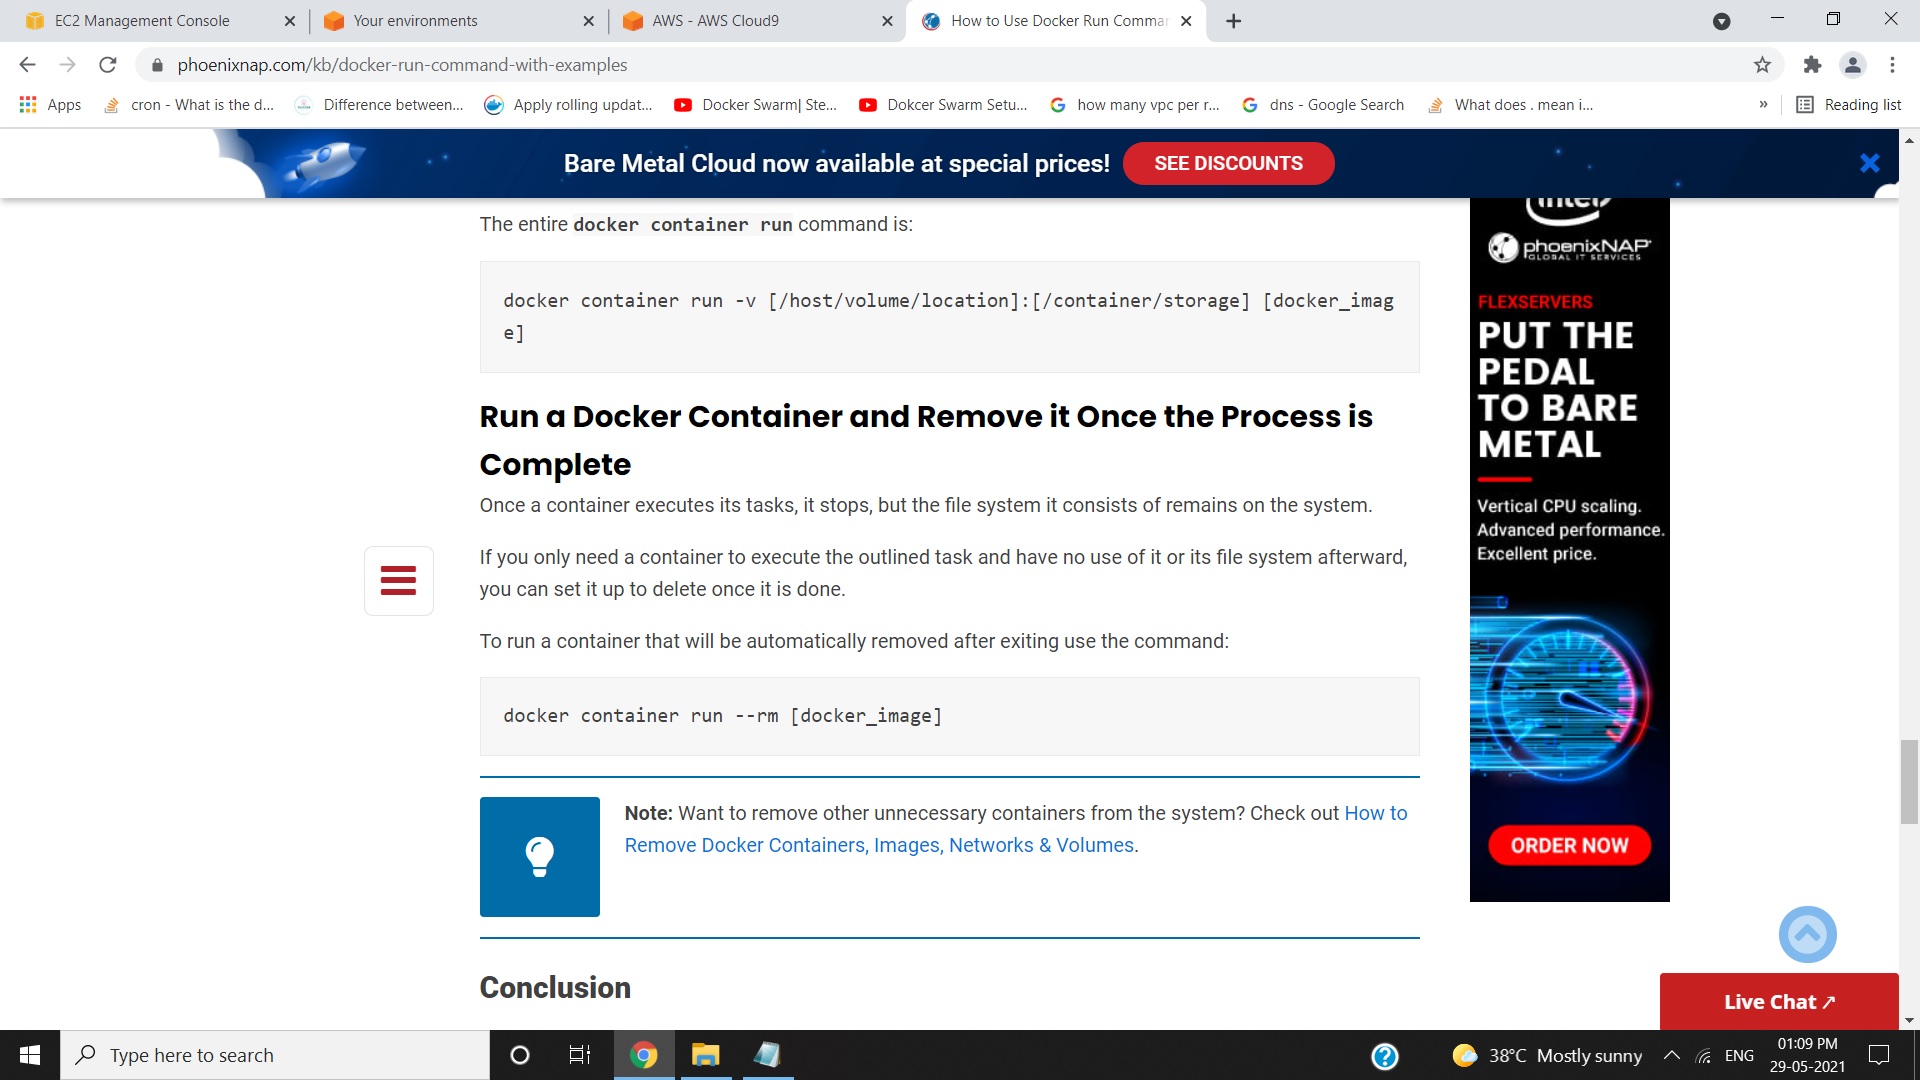 EC2 Management Console
Your environments
AWS - AWS Cloud9
How to Use Docker Run Comma
phoenixnap.com/kb/docker-run-command-with-examples
Apps
cron - What is the d...
Difference between...
Apply rolling updat...
Docker Swarm| Ste...
Dokcer Swarm Setu...
how many vpc per r...
dns - Google Search
What does . mean i...
»
Reading list
Bare Metal Cloud now available at special prices!
SEE DISCOUNTS
The entire docker container run command is:
docker container run -v [/host/volume/location]:[/container/storage] [docker_imag
e]
Run a Docker Container and Remove it Once the Process is
Complete
Once a container executes its tasks, it stops, but the file system it consists of remains on the system.
If you only need a container to execute the outlined task and have no use of it or its file system afterward,
you can set it up to delete once it is done.
To run a container that will be automatically removed after exiting use the command:
docker container run --rm [docker_image]
Note: Want to remove other unnecessary containers from the system? Check out How to
Remove Docker Containers, Images, Networks & Volumes.
Conclusion
intel
phoenixNAP
GLOBAL IT SERVICES
FLEXSERVERS
PUT THE
PEDAL
TO BARE
METAL
Vertical CPU scaling.
Advanced performance.
Excellent price.
ORDER NOW
Live Chat
Type here to search
38°C Mostly sunny
ENG
01:09 PM
29-05-2021